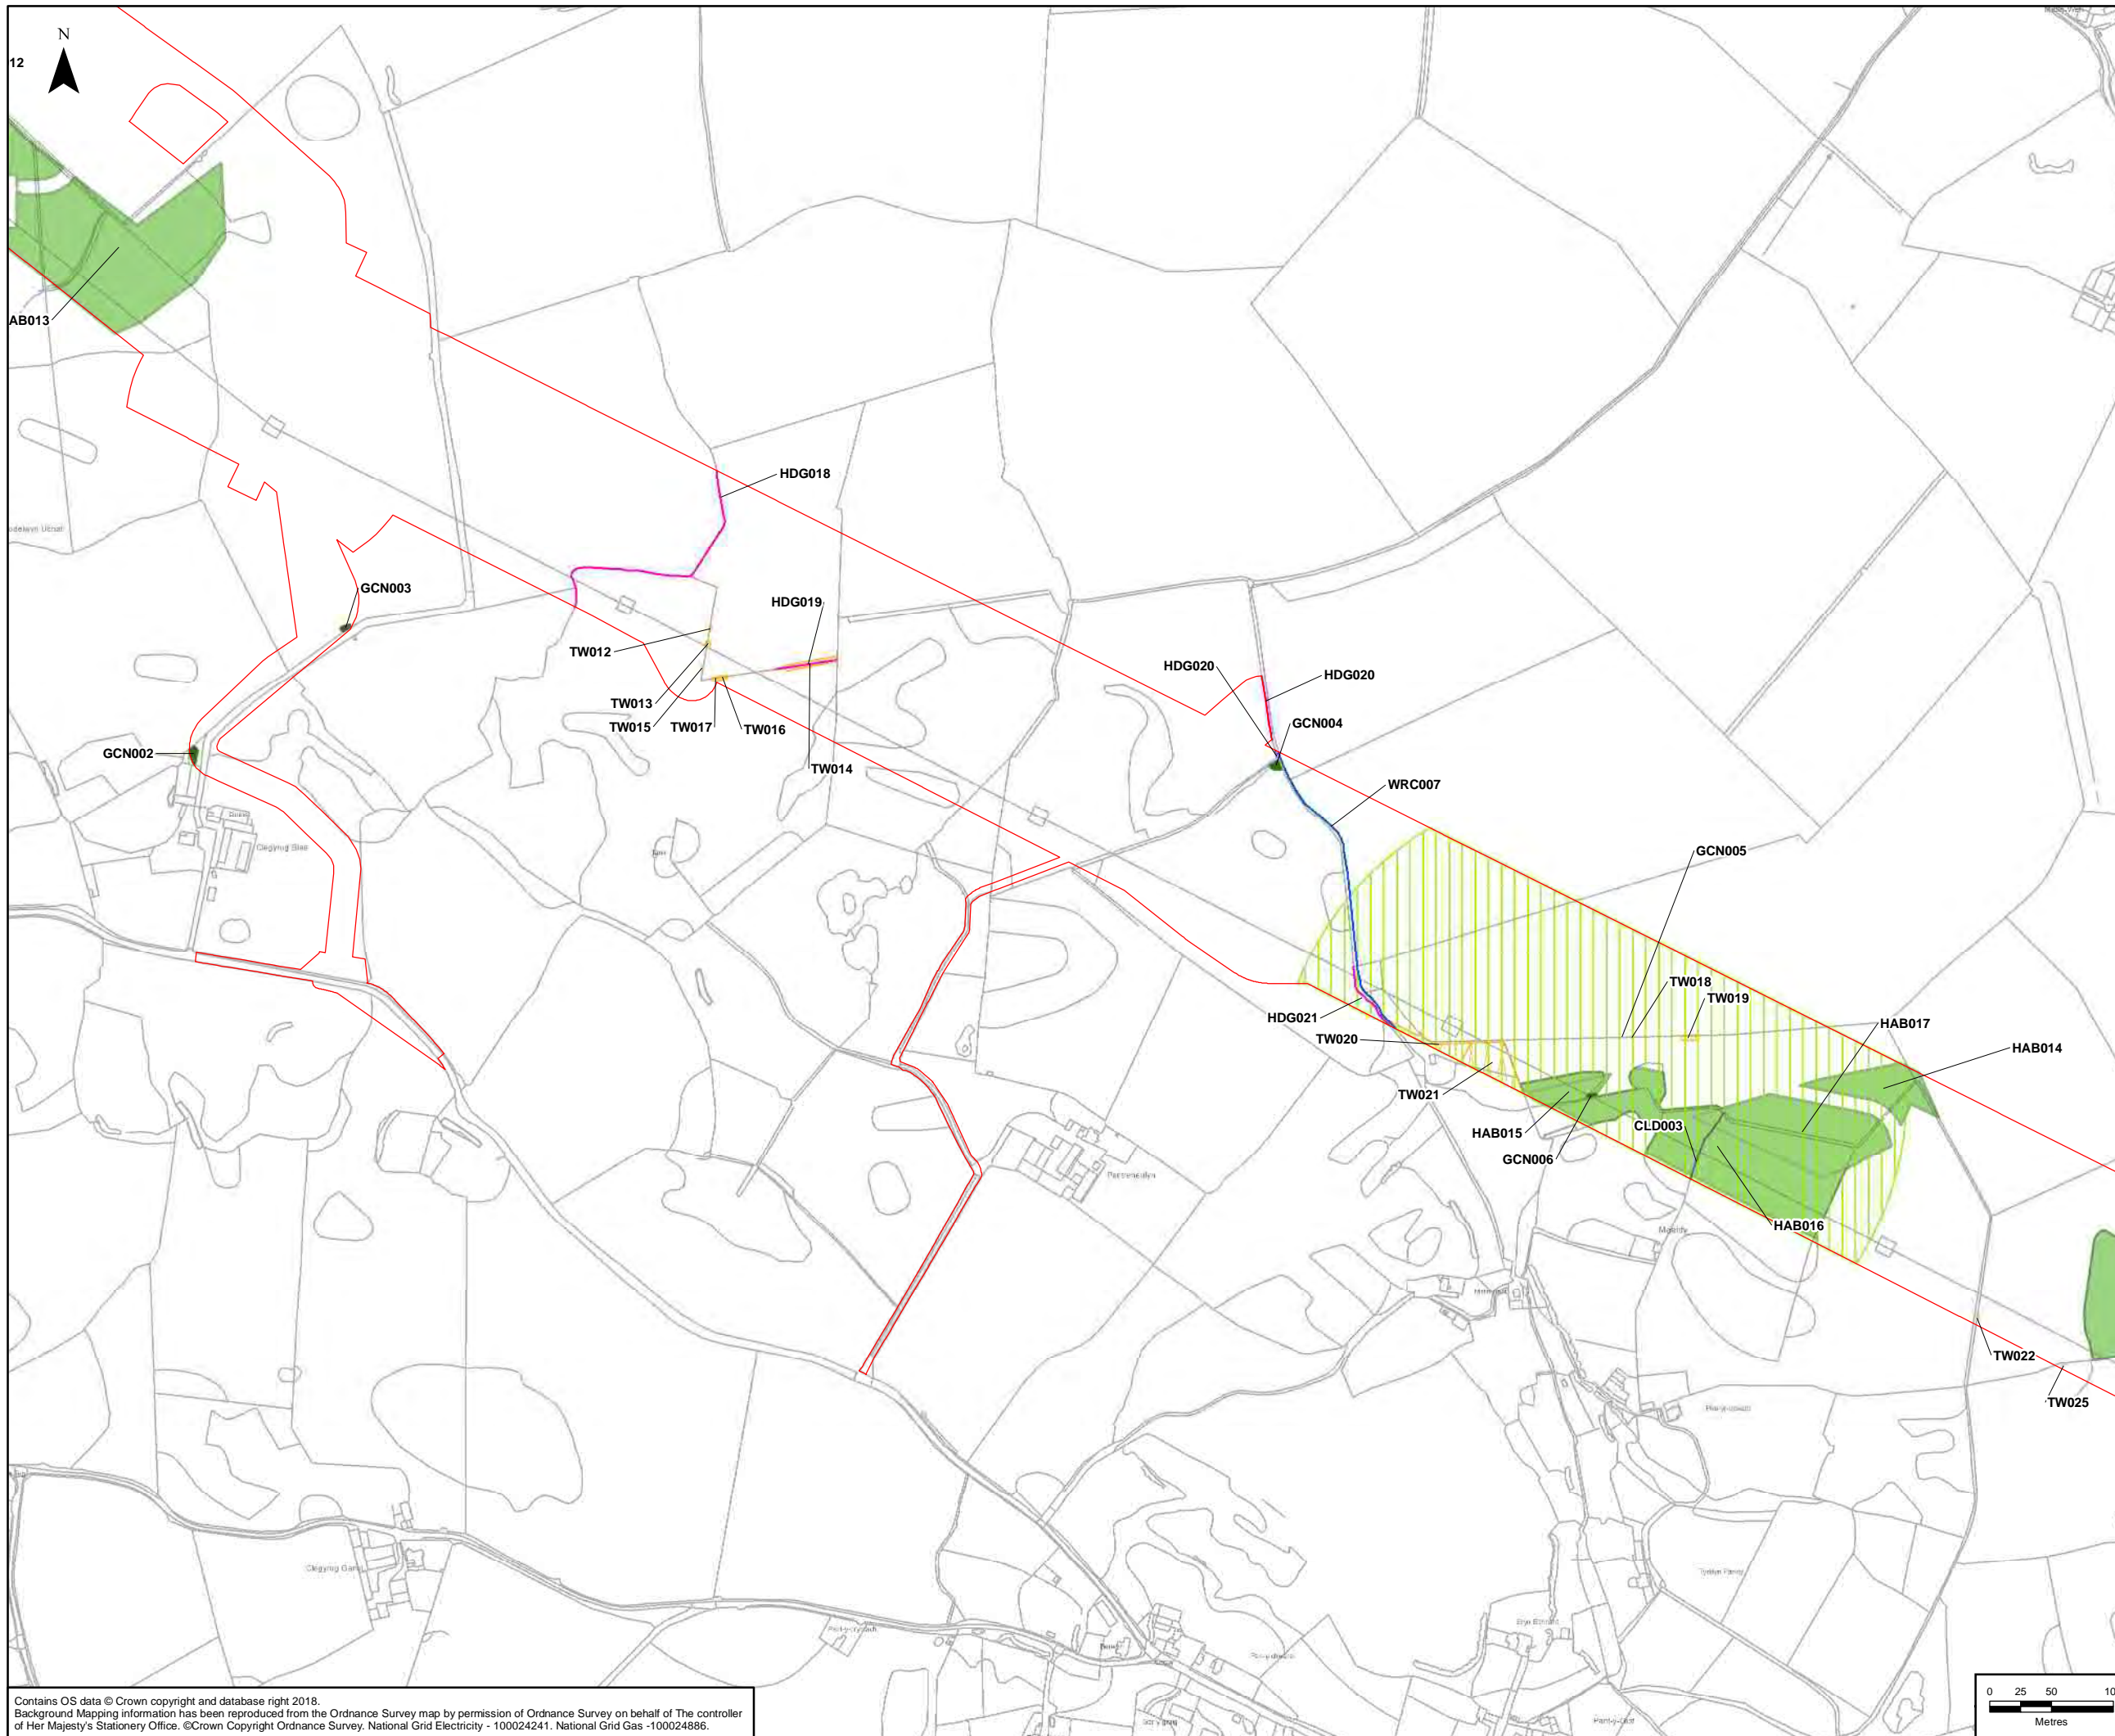 N
12
AB013
HDG018
GCN003
HDG019
TW012
TW013
TW015
TW017
TW016
TW014
GCN002
Clegyrog Blas
HDG020
HDG020
GCN004
WRC007
GCN005
TW018
TW019
HAB017
HAB014
HDG021
TW020
TW021
HAB015
CLD003
GCN006
HAB016
TW022
TW025
0 25 50 10
Metres
Contains OS data © Crown copyright and database right 2018.
Background Mapping information has been reproduced from the Ordnance Survey map by permission of Ordnance Survey on behalf of The controller
of Her Majesty's Stationery Office. ©Crown Copyright Ordnance Survey. National Grid Electricity - 100024241. National Grid Gas -100024886.